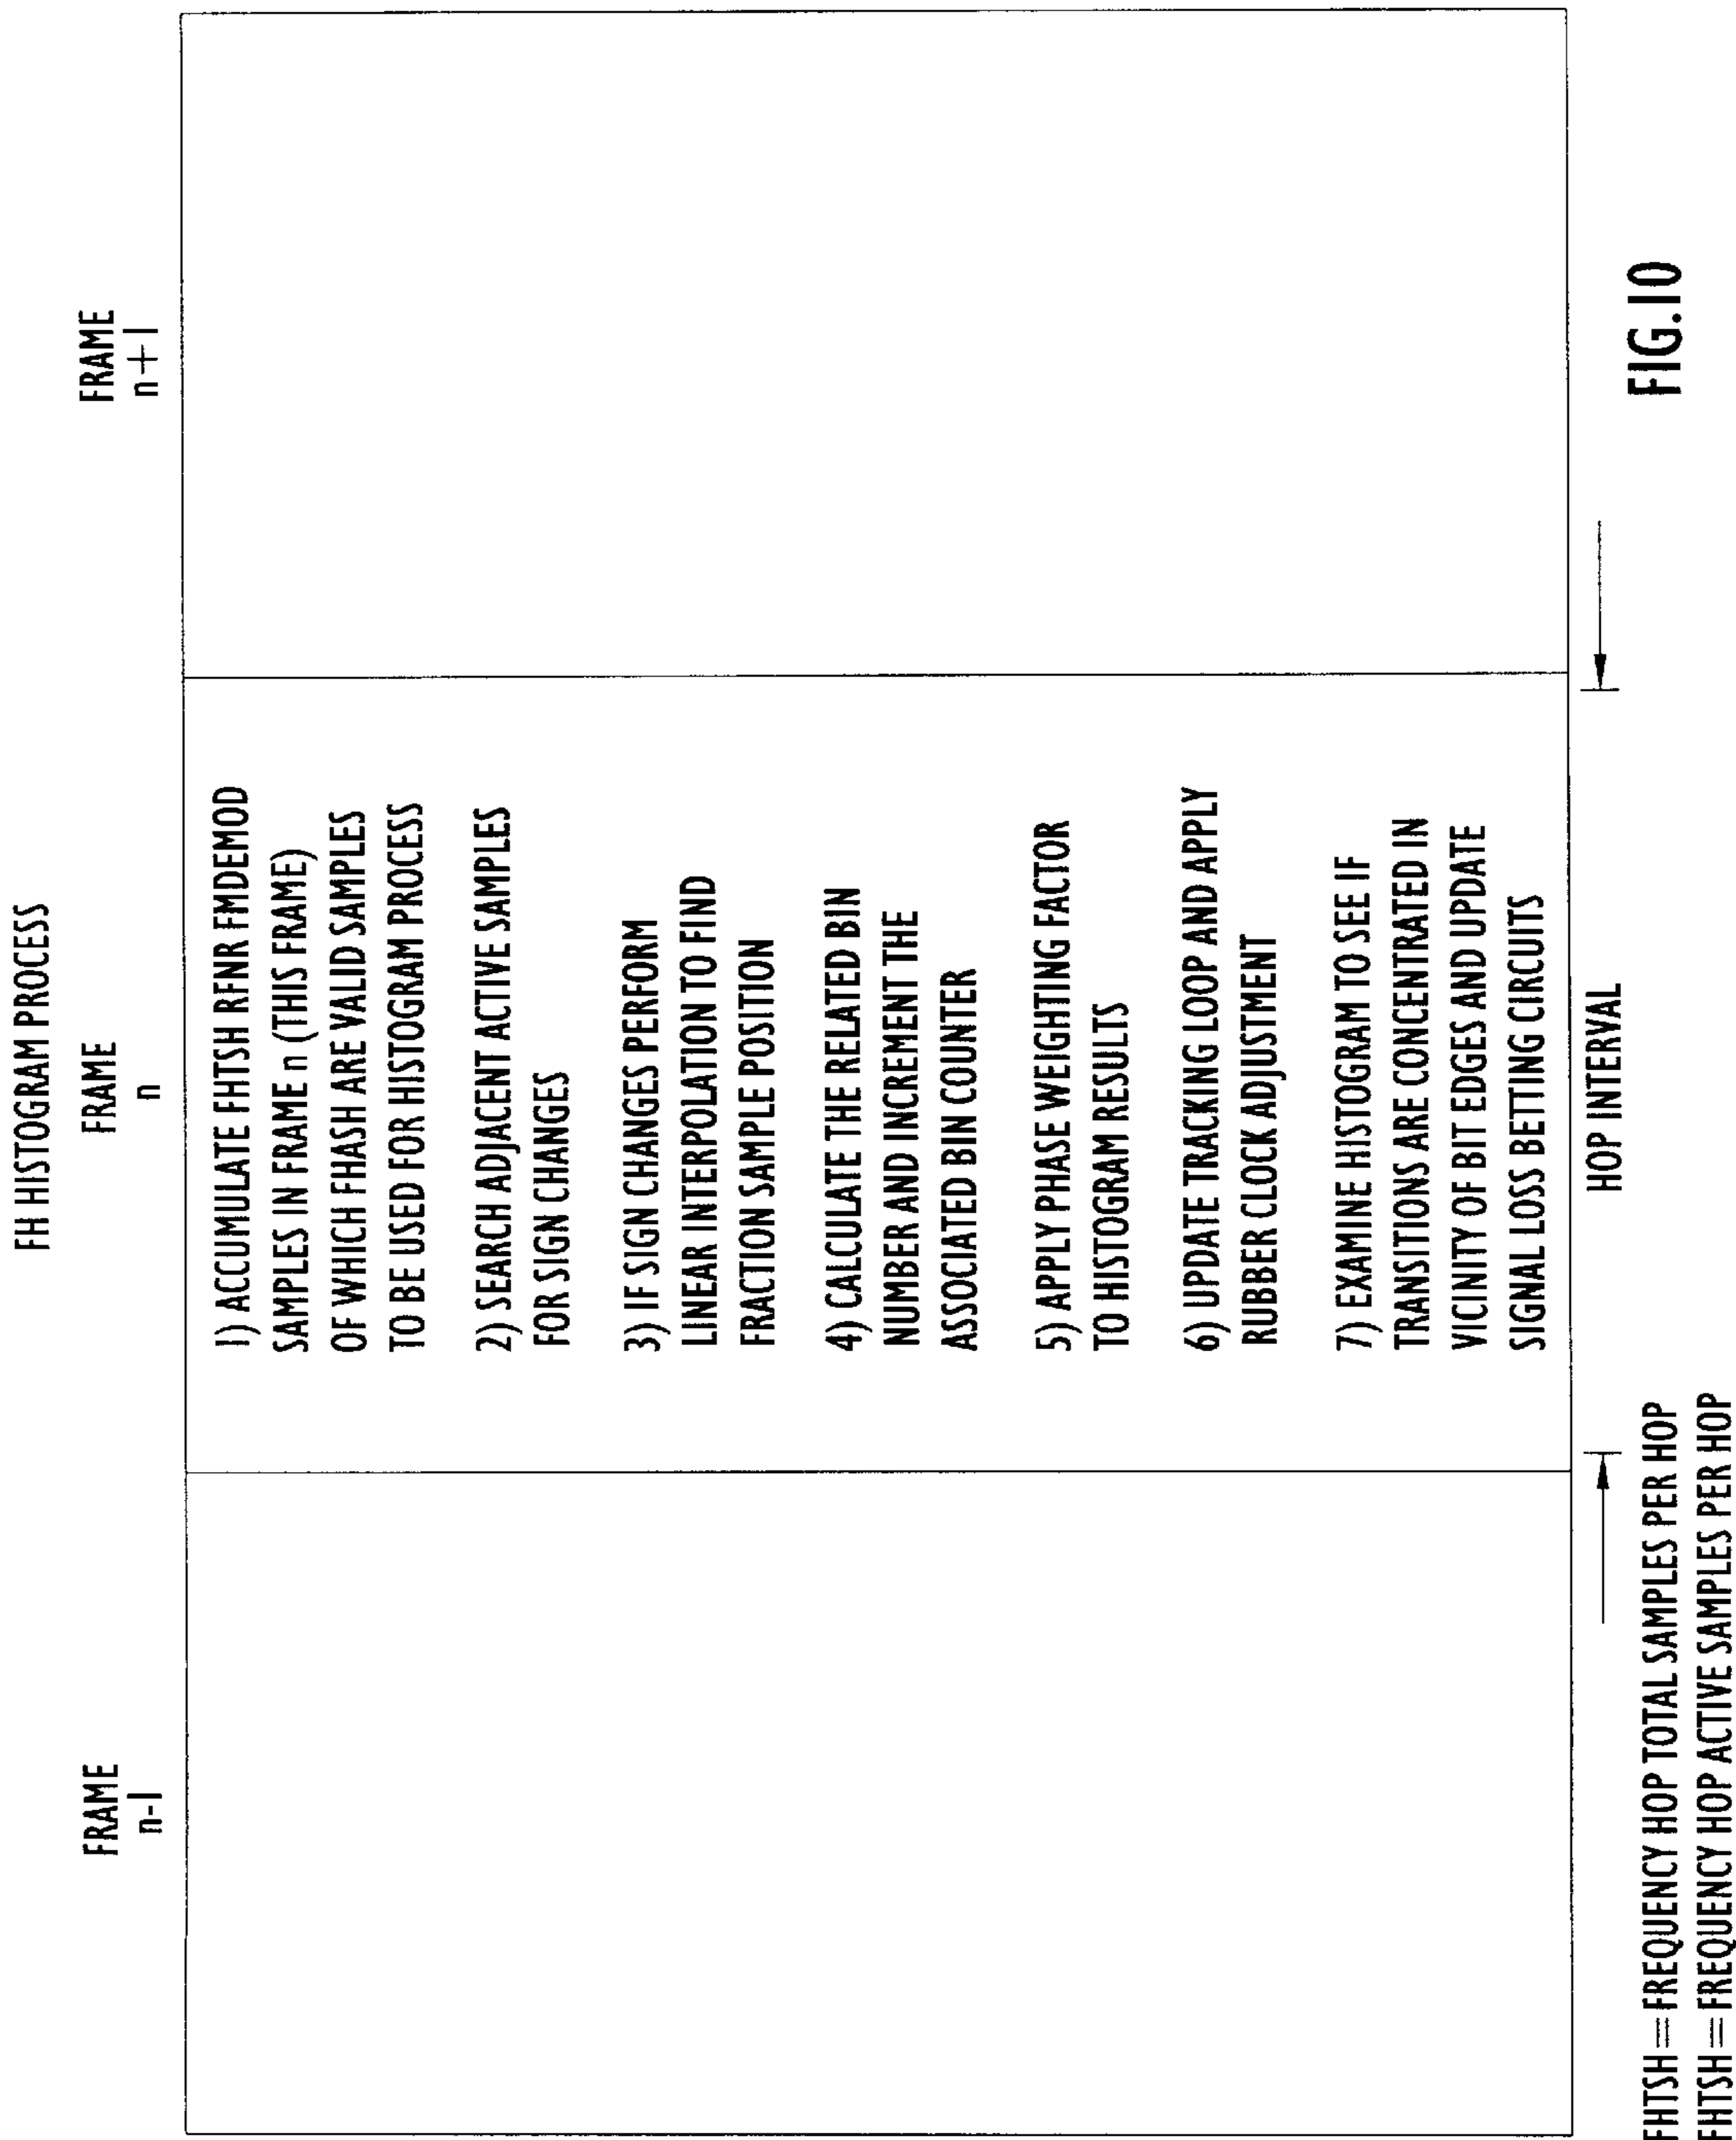 FH HISTOGRAM PROCESS
FRAME
n-1
FRAME
n
FRAME
n+1
1) ACCUMULATE FHTSH RFNR FMDEMOD
SAMPLES IN FRAME n (THIS FRAME)
OF WHICH FHASH ARE VALID SAMPLES
TO BE USED FOR HISTOGRAM PROCESS
2) SEARCH ADJACENT ACTIVE SAMPLES
FOR SIGN CHANGES
3) IF SIGN CHANGES PERFORM
LINEAR INTERPOLATION TO FIND
FRACTION SAMPLE POSITION
4) CALCULATE THE RELATED BIN
NUMBER AND INCREMENT THE
ASSOCIATED BIN COUNTER
5) APPLY PHASE WEIGHTING FACTOR
TO HISTOGRAM RESULTS
6) UPDATE TRACKING LOOP AND APPLY
RUBBER CLOCK ADJUSTMENT
7) EXAMINE HISTOGRAM TO SEE IF
TRANSITIONS ARE CONCENTRATED IN
VICINITY OF BIT EDGES AND UPDATE
SIGNAL LOSS BETTING CIRCUITS
HOP INTERVAL
FHTSH=FREQUENCY HOP TOTAL SAMPLES PER HOP
FHTSH=FREQUENCY HOP ACTIVE SAMPLES PER HOP
FIG.10